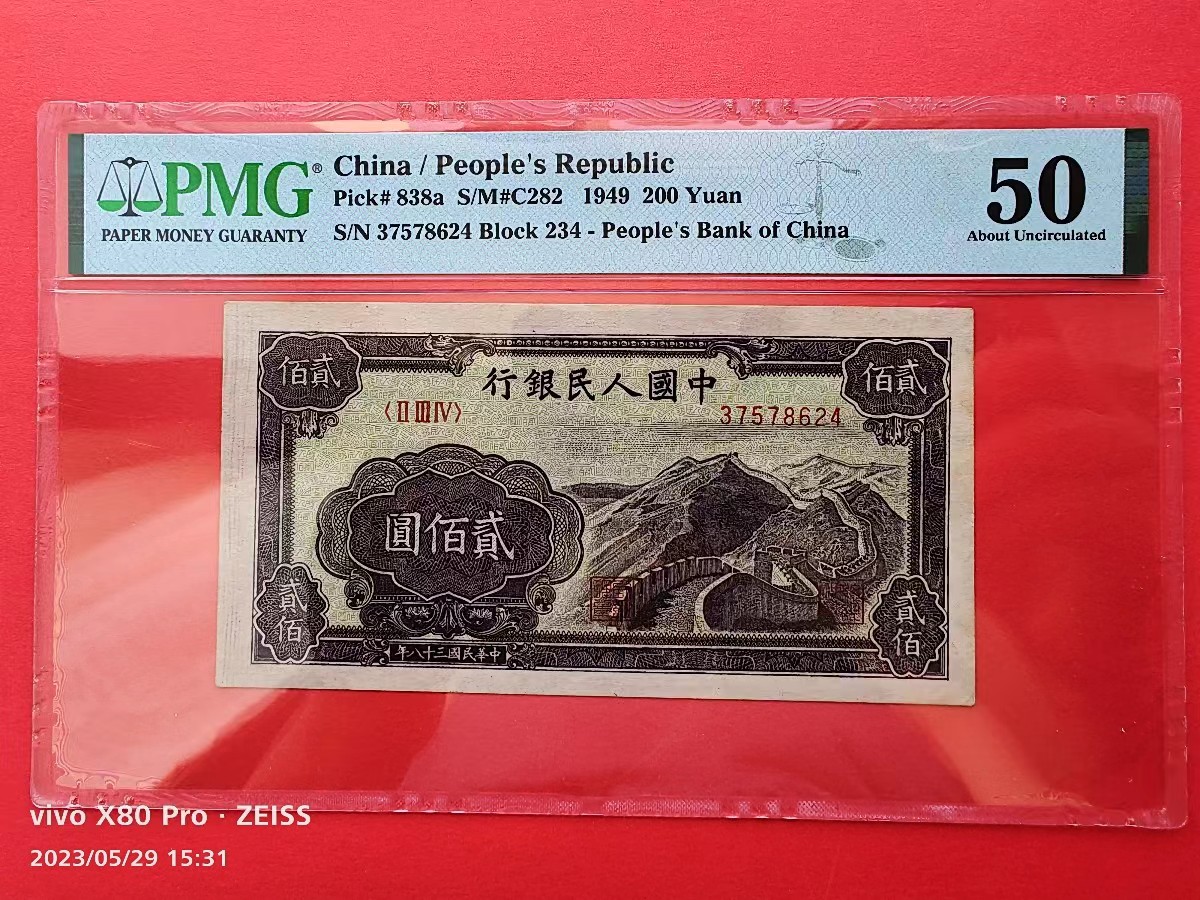 PMG®
PAPER MONEY GUARANTY
China / People's Republic
Pick# 838a S/M#C282 1949 200 Yuan
S/N 37578624 Block 234 - People's Bank of China
50
About Uncirculated
佰貳
行銀民人國中
佰貳
〈ⅡⅢⅣ〉
37578624
圓佰貳
貳佰
貳佰
年八十三國民華中
vivo X80 Pro · ZEISS
2023/05/29 15:31